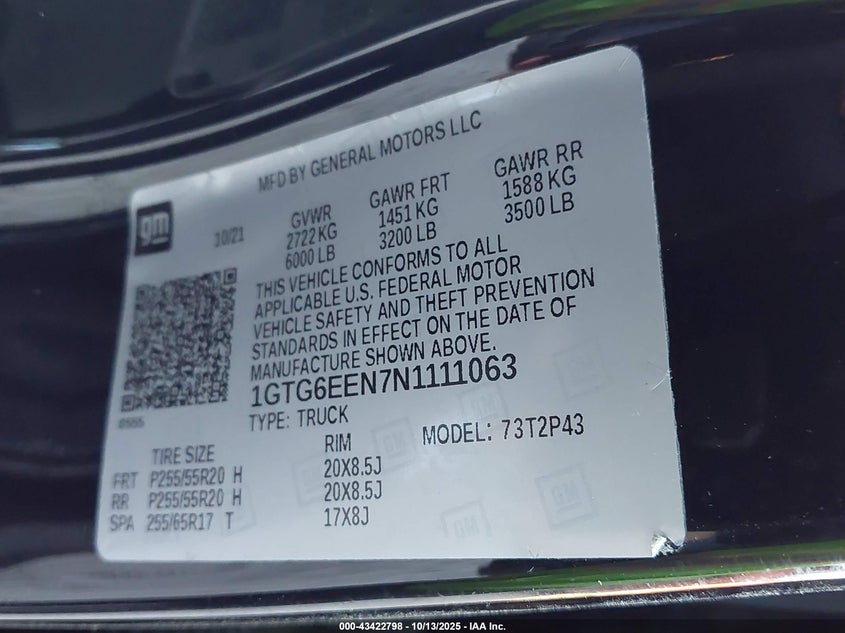 MFD BY GENERAL MOTORS LLC
gm
10/21
GVWR GAWR FRT GAWR RR
2722 KG 1451 KG 1588 KG
6000 LB 3200 LB 3500 LB
THIS VEHICLE CONFORMS TO ALL
APPLICABLE U.S. FEDERAL MOTOR
VEHICLE SAFETY AND THEFT PREVENTION
STANDARDS IN EFFECT ON THE DATE OF
MANUFACTURE SHOWN ABOVE.
1GTG6EEN7N1111063
TYPE: TRUCK MODEL: 73T2P43
TIRE SIZE RIM
FRT P255/55R20 H 20X8.5J
RR P255/55R20 H 20X8.5J
SPA 255/65R17 T 17X8J
000-43422798 - 10/13/2025 - IAA Inc.